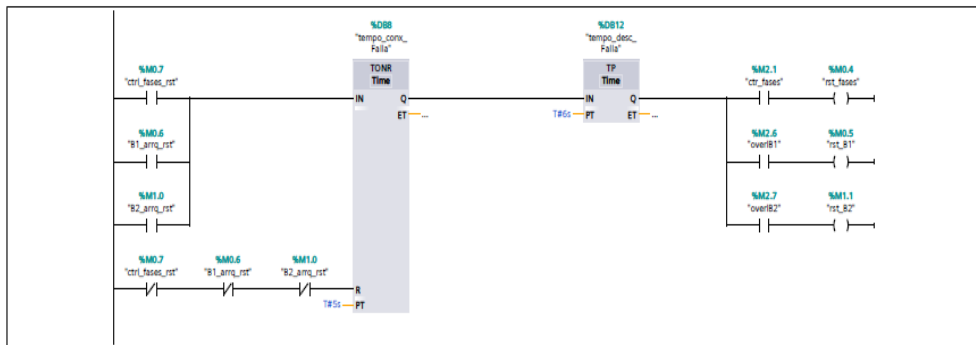 %DB8
"tempo_conx_
Falla"
TONR
Time
IN
Q
ET
...
R
T#5s
PT
%DB12
"tempo_desc_
Falla"
TP
Time
IN
Q
T#6s
PT
ET
...
%M0.7
"ctrl_fases_rst"
%M0.6
"B1_arrq_rst"
%M1.0
"B2_arrq_rst"
%M0.7
"ctrl_fases_rst"
%M0.6
"B1_arrq_rst"
%M1.0
"B2_arrq_rst"
%M2.1
"ctr_fases"
%M0.4
"rst_fases"
%M2.6
"overlB1"
%M0.5
"rst_B1"
%M2.7
"overlB2"
%M1.1
"rst_B2"